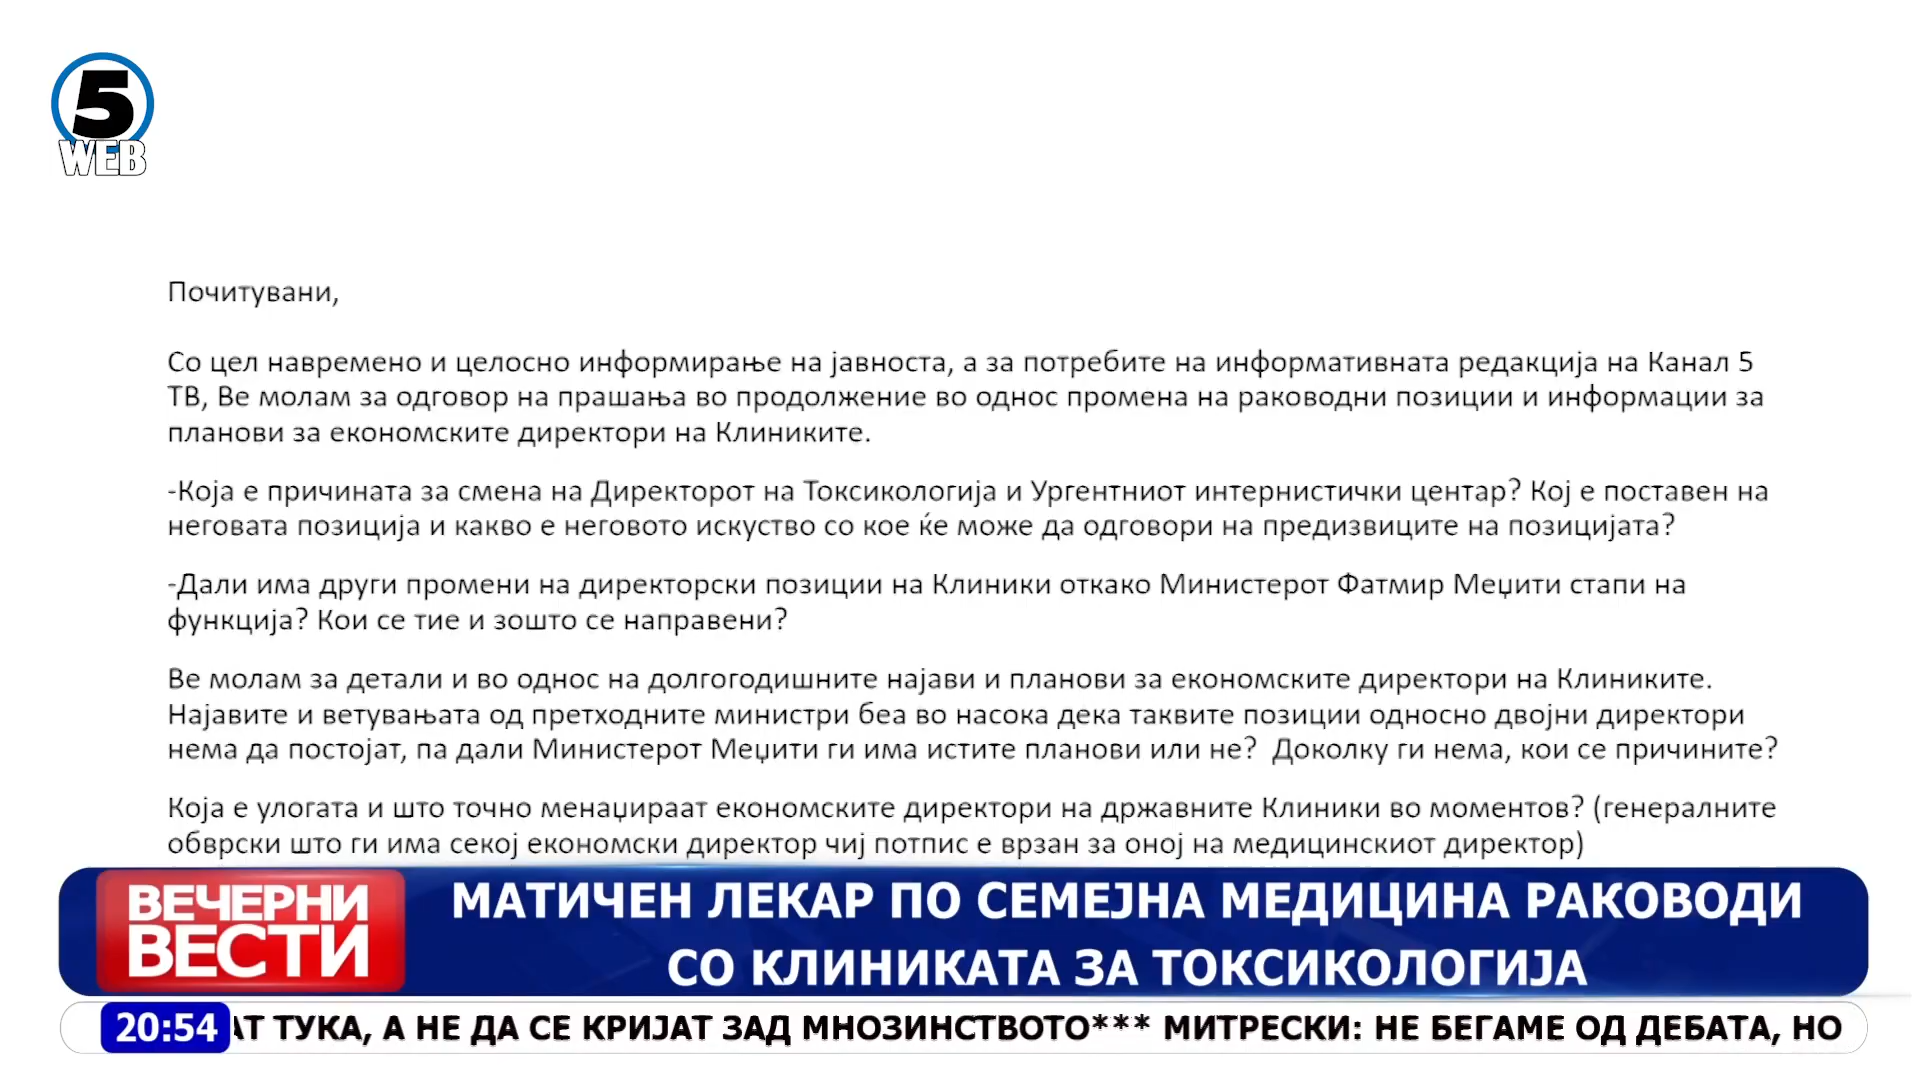 5
WEB
Почитувани,
Со цел навремено и целосно информирање на јавноста, а за потребите на информативната редакција на Канал 5
ТВ, Ве молам за одговор на прашања во продолжение во однос промена на раководни позиции и информации за
планови за економските директори на Клиниките.
-Која е причината за смена на Директорот на Токсикологија и Ургентниот интернистички центар? Кој е поставен на
неговата позиција и какво е неговото искуство со кое ќе може да одговори на предизвиците на позицијата?
-Дали има други промени на директорски позиции на Клиники откако Министерот Фатмир Меџити стапи на
функција? Кои се тие и зошто се направени?
Ве молам за детали и во однос на долгогодишните најави и планови за економските директори на Клиниките.
Најавите и ветувањата од претходните министри беа во насока дека таквите позиции односно двојни директори
нема да постојат, па дали Министерот Меџити ги има истите планови или не?  Доколку ги нема, кои се причините?
Која е улогата и што точно менаџираат економските директори на државните Клиники во моментов? (генералните
обврски што ги има секој економски директор чиј потпис е врзан за оној на медицинскиот директор)
ВЕЧЕРНИ
ВЕСТИ
МАТИЧЕН ЛЕКАР ПО СЕМЕЈНА МЕДИЦИНА РАКОВОДИ
СО КЛИНИКАТА ЗА ТОКСИКОЛОГИЈА
20:54
АТ ТУКА, А НЕ ДА СЕ КРИЈАТ ЗАД МНОЗИНСТВОТО*** МИТРЕСКИ: НЕ БЕГАМЕ ОД ДЕБАТА, НО